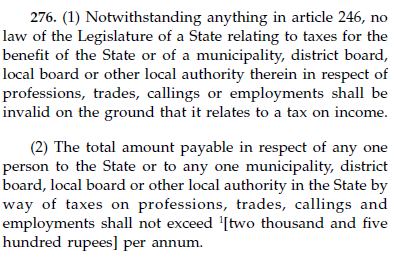 276. (1) Notwithstanding anything in article 246, no
law of the Legislature of a State relating to taxes for the
benefit of the State or of a municipality, district board,
local board or other local authority therein in respect of
professions, trades, callings or employments shall be
invalid on the ground that it relates to a tax on income.
(2) The total amount payable in respect of any one
person to the State or to any one municipality, district
board, local board or other local authority in the State by
way of taxes on professions, trades, callings and
employments shall not exceed ¹[two thousand and five
hundred rupees] per annum.